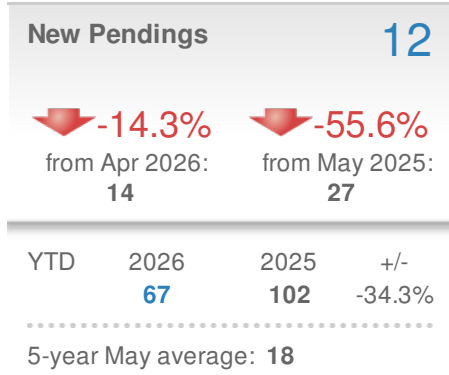 New Pendings 12
-14.3% -55.6%
from Apr 2026: from May 2025:
14 27
YTD 2026 2025 +/-
67 102 -34.3%
5-year May average: 18